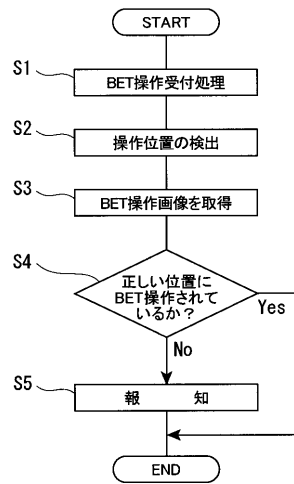 START
S1
BET操作受付処理
S2
操作位置の検出
S3
BET操作画像を取得
S4
正しい位置に
BET操作されて
いるか？
Yes
No
S5
報　　知
END